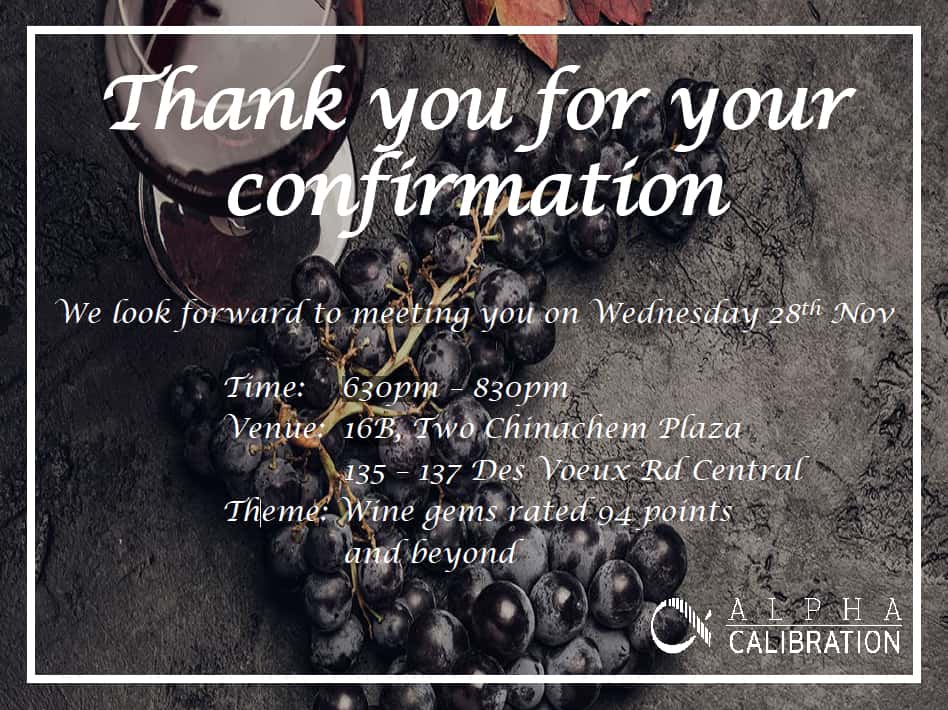 Thank you for your
confirmation
We look forward to meeting you on Wednesday 28th Nov
Time: 630pm – 830pm
Venue: 16B, Two Chinachem Plaza
135 – 137 Des Voeux Rd Central
Theme: Wine gems rated 94 points
and beyond
ALPHA
CALIBRATION